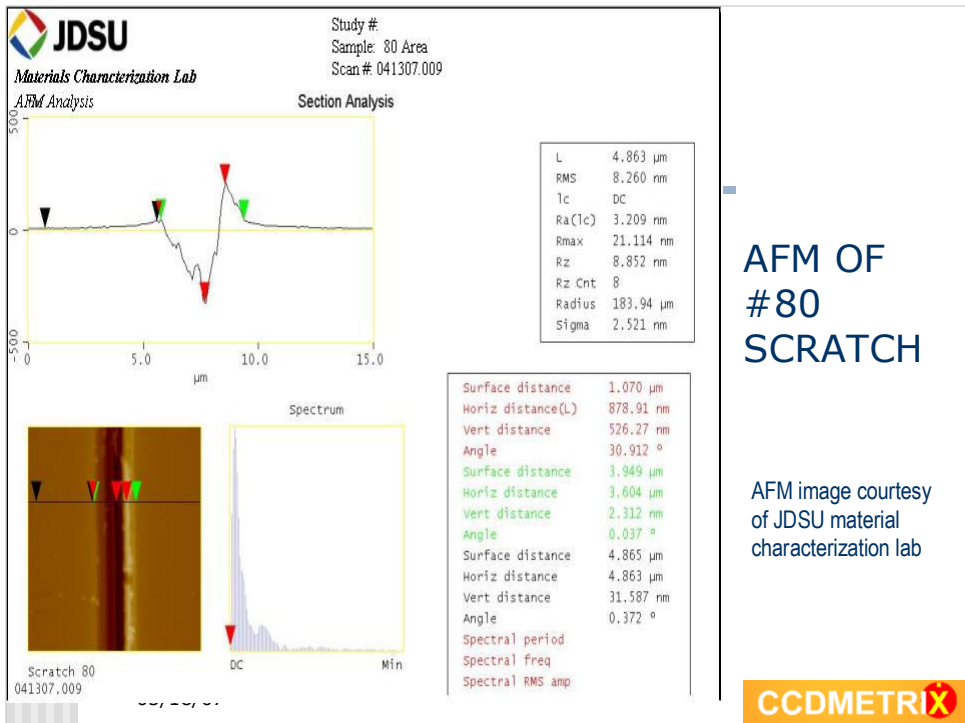 JDSU
Materials Characterization Lab
AFM Analysis
Study #:
Sample: 80 Area
Scan #: 041307.009
Section Analysis
500
0
-500
0 5.0 10.0 15.0
µm
L 4.863 µm
RMS 8.260 nm
lc DC
Ra(lc) 3.209 nm
Rmax 21.114 nm
Rz 8.852 nm
Rz Cnt 8
Radius 183.94 µm
Sigma 2.521 nm
Spectrum
DC Min
Scratch 80
041307.009
Surface distance 1.070 µm
Horiz distance(L) 878.91 nm
Vert distance 526.27 nm
Angle 30.912 °
Surface distance 3.949 µm
Horiz distance 3.604 µm
Vert distance 2.312 nm
Angle 0.037 °
Surface distance 4.865 µm
Horiz distance 4.863 µm
Vert distance 31.587 nm
Angle 0.372 °
Spectral period
Spectral freq
Spectral RMS amp
AFM OF
#80
SCRATCH
AFM image courtesy
of JDSU material
characterization lab
CCDMETRIX